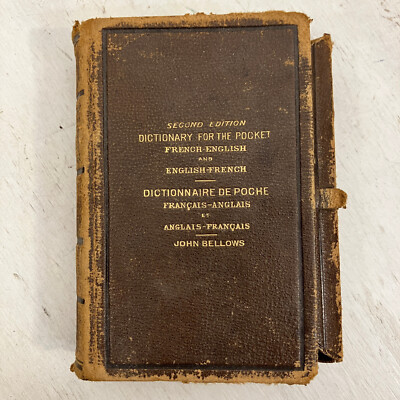 SECOND EDITION
DICTIONARY FOR THE POCKET
FRENCH-ENGLISH
AND
ENGLISH-FRENCH
DICTIONNAIRE DE POCHE
FRANÇAIS-ANGLAIS
ET
ANGLAIS-FRANÇAIS
JOHN BELLOWS